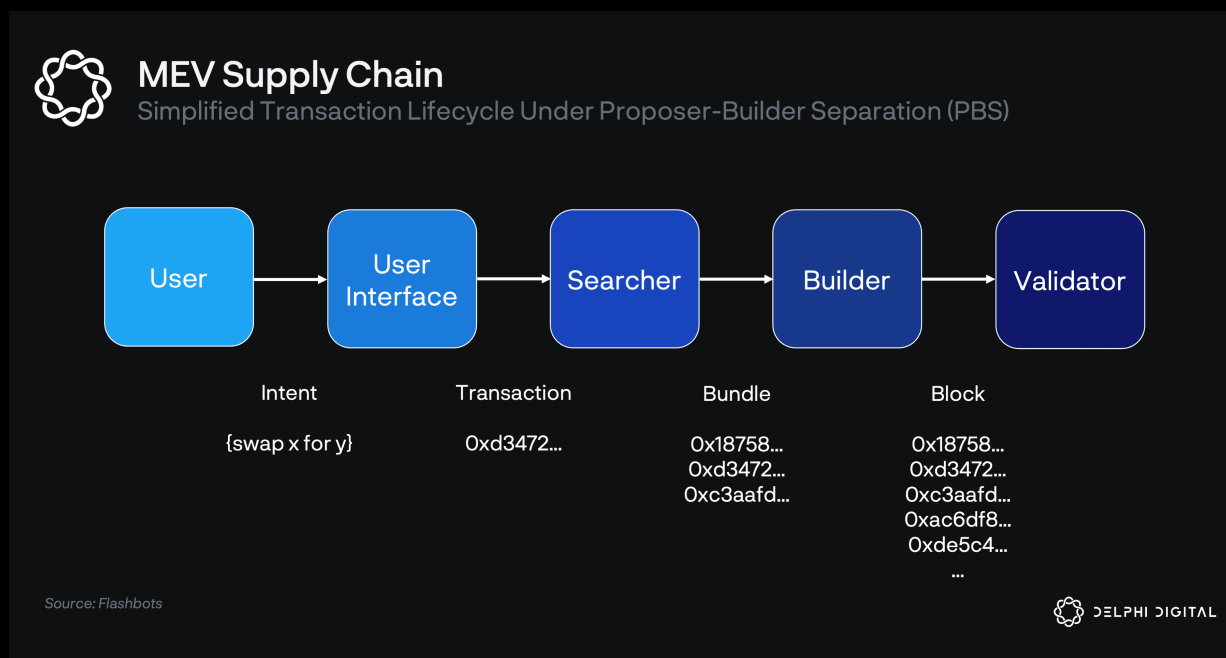 MEV Supply Chain
Simplified Transaction Lifecycle Under Proposer-Builder Separation (PBS)
User
User
Interface
Searcher
Builder
Validator
Intent
Transaction
Bundle
Block
{swap x for y}
0xd3472...
0x18758...
0xd3472...
0xc3aafd...
0x18758...
0xd3472...
0xc3aafd...
0xac6df8...
0xde5c4...
...
Source: Flashbots
DELPHI DIGITAL